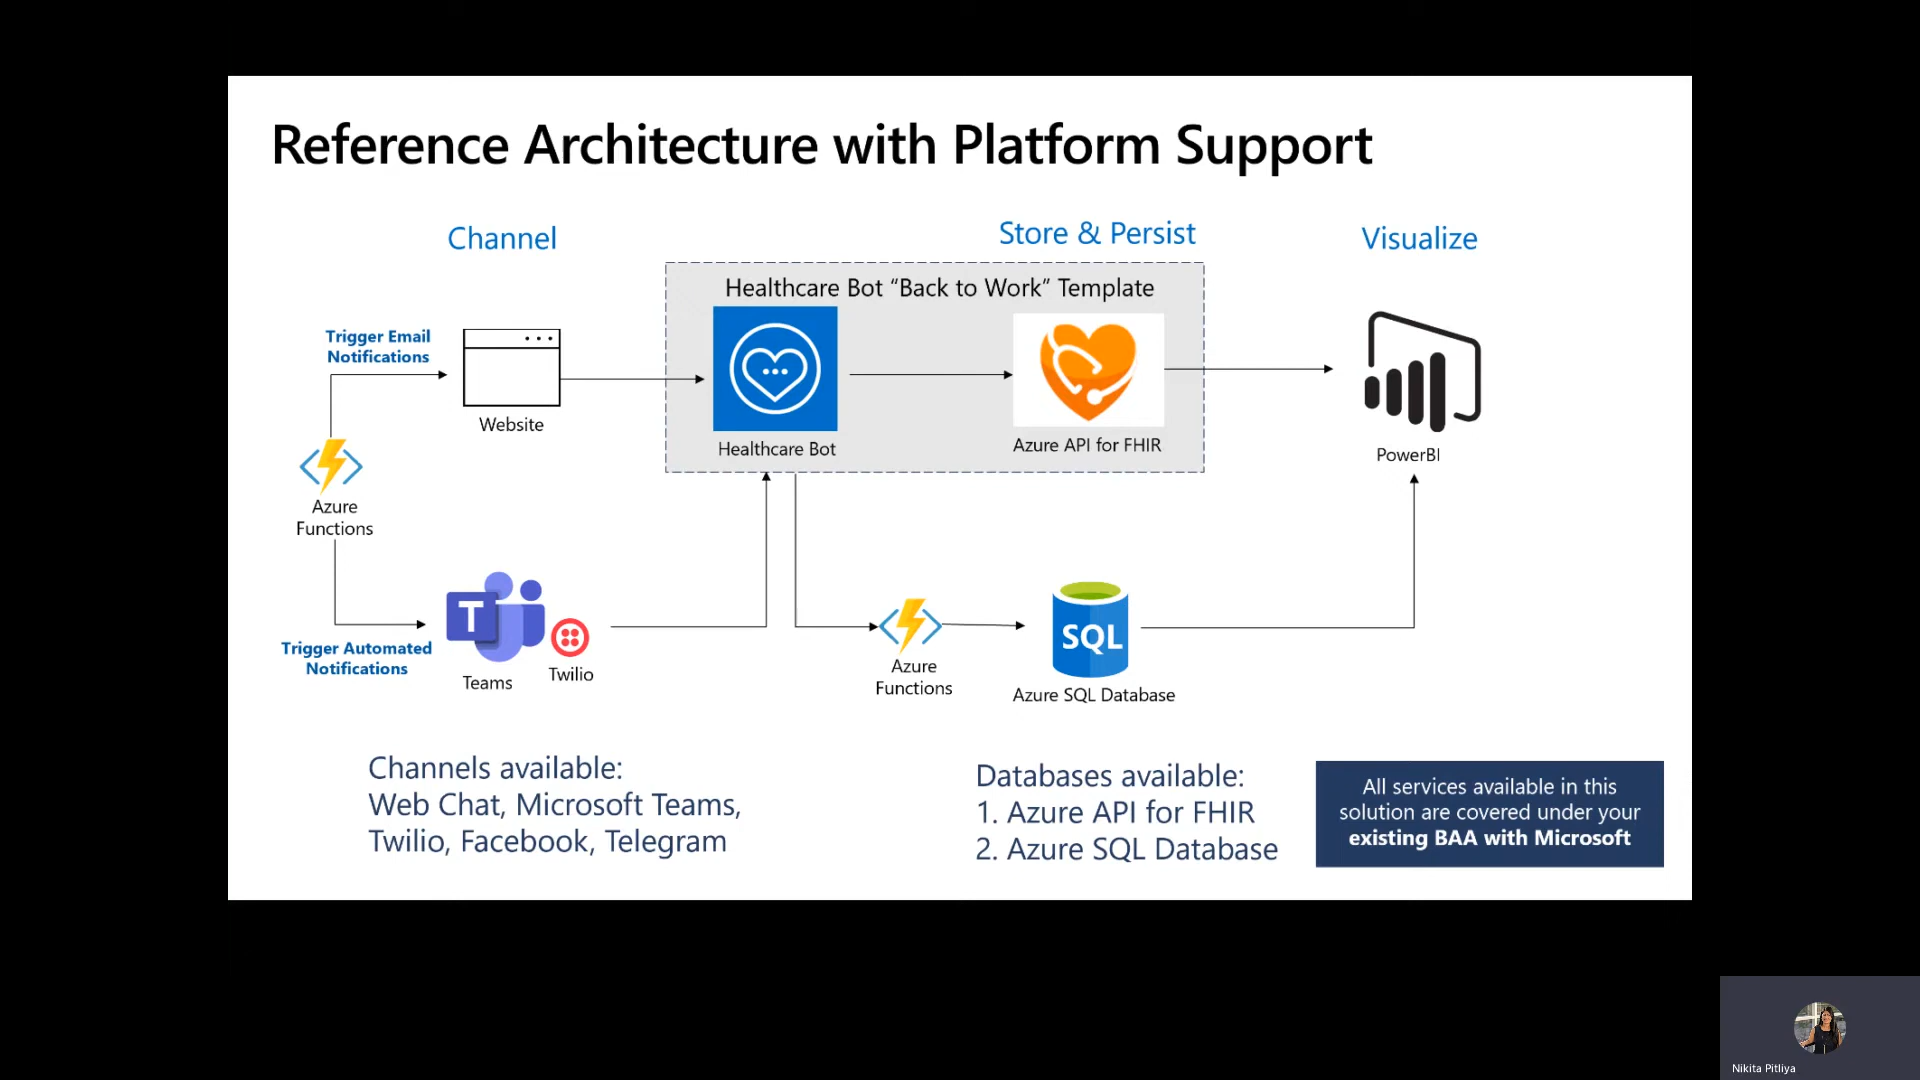 Reference Architecture with Platform Support
Channel
Store & Persist
Visualize
Healthcare Bot “Back to Work” Template
Trigger Email
Notifications
Website
Healthcare Bot
Azure API for FHIR
PowerBI
Azure
Functions
Trigger Automated
Notifications
T
Teams
Twilio
Azure
Functions
SQL
Azure SQL Database
Channels available:
Web Chat, Microsoft Teams,
Twilio, Facebook, Telegram
Databases available:
1. Azure API for FHIR
2. Azure SQL Database
All services available in this
solution are covered under your
existing BAA with Microsoft
Nikita Pitliya